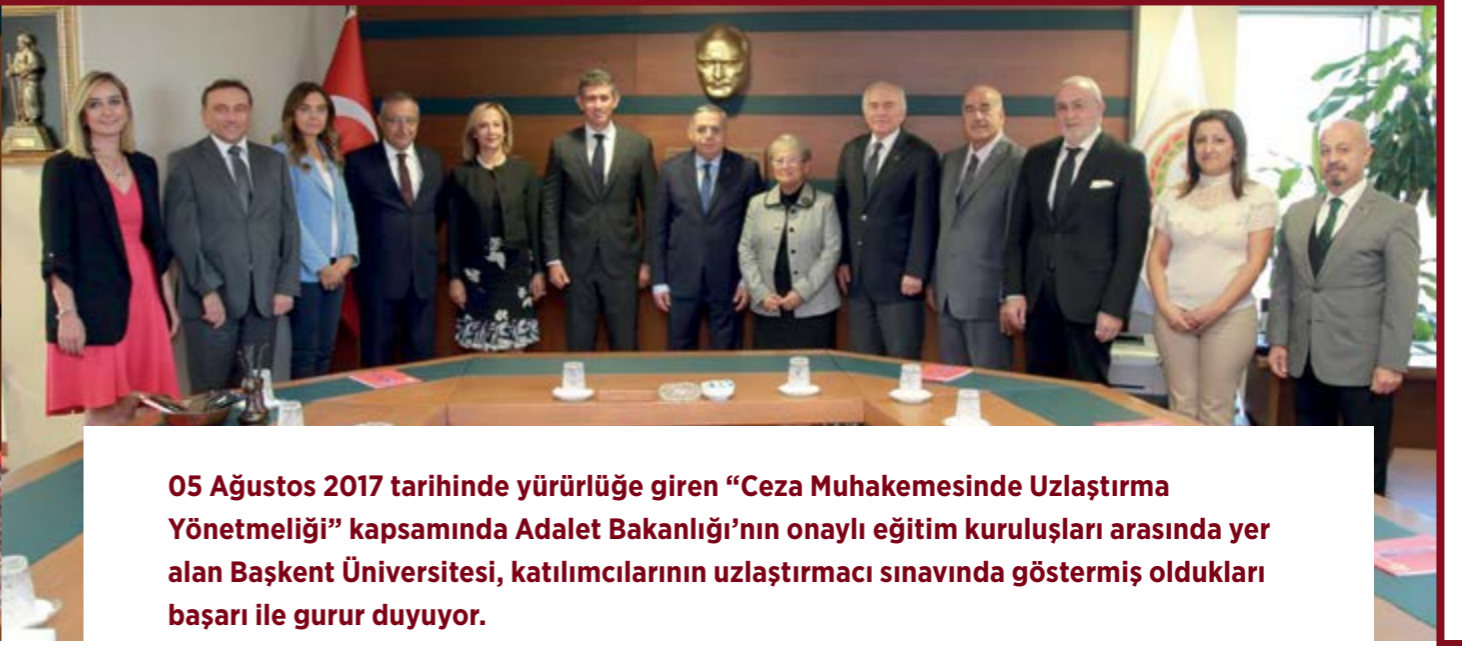 05 Ağustos 2017 tarihinde yürürlüğe giren “Ceza Muhakemesinde Uzlaştırma
Yönetmeliği” kapsamında Adalet Bakanlığı’nın onaylı eğitim kuruluşları arasında yer
alan Başkent Üniversitesi, katılımcılarının uzlaştırmacı sınavında göstermiş oldukları
başarı ile gurur duyuyor.